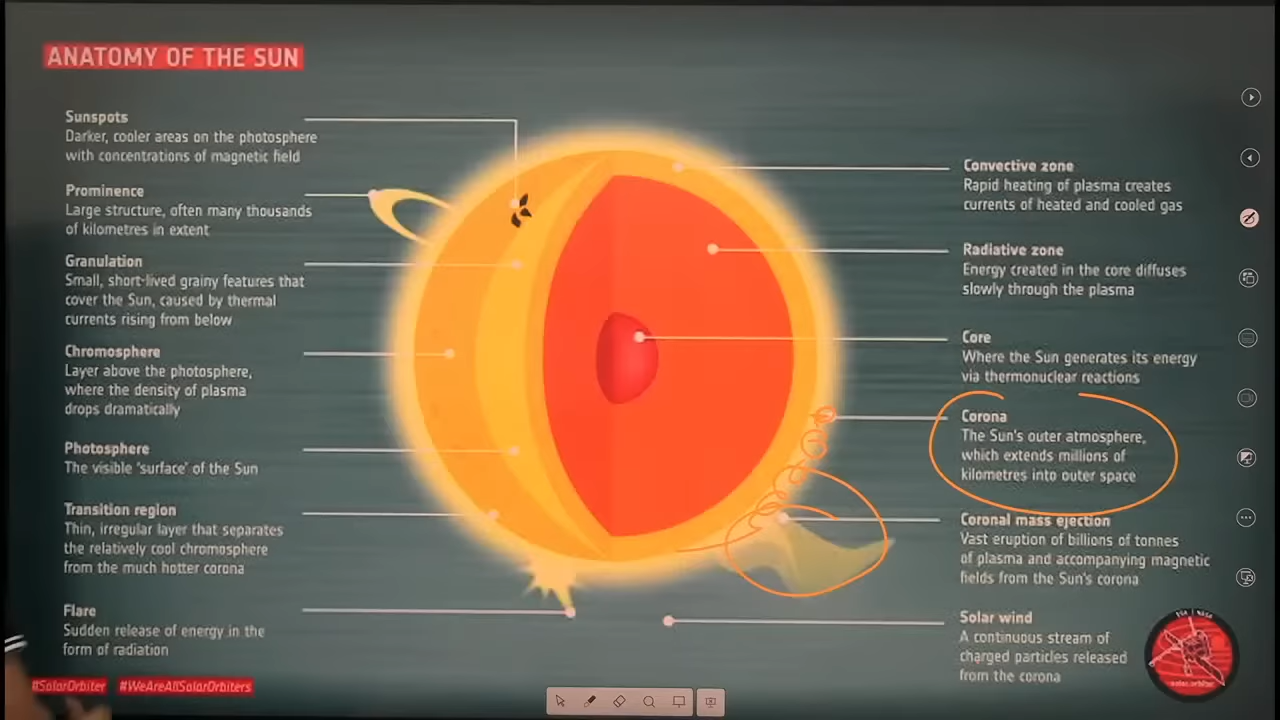 ANATOMY OF THE SUN
Sunspots
Darker, cooler areas on the photosphere
with concentrations of magnetic field
Prominence
Large structure, often many thousands
of kilometres in extent
Granulation
Small, short-lived grainy features that
cover the Sun, caused by thermal
currents rising from below
Chromosphere
Layer above the photosphere,
where the density of plasma
drops dramatically
Photosphere
The visible 'surface' of the Sun
Transition region
Thin, irregular layer that separates
the relatively cool chromosphere
from the much hotter corona
Flare
Sudden release of energy in the
form of radiation
#SolarOrbiter #WeAreAllSolarOrbiters
Convective zone
Rapid heating of plasma creates
currents of heated and cooled gas
Radiative zone
Energy created in the core diffuses
slowly through the plasma
Core
Where the Sun generates its energy
via thermonuclear reactions
Corona
The Sun's outer atmosphere,
which extends millions of
kilometres into outer space
Coronal mass ejection
Vast eruption of billions of tonnes
of plasma and accompanying magnetic
fields from the Sun's corona
Solar wind
A continuous stream of
charged particles released
from the corona
ESA | NASA
solar orbiter